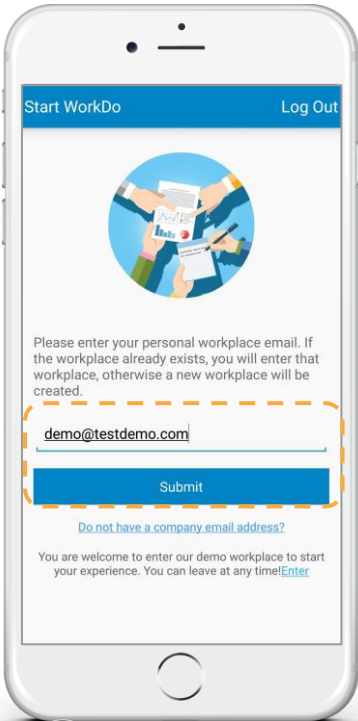 Start WorkDo Log Out
Please enter your personal workplace email. If
the workplace already exists, you will enter that
workplace, otherwise a new workplace will be
created.
demo@testdemo.com
Submit
Do not have a company email address?
You are welcome to enter our demo workplace to start
your experience. You can leave at any time!Enter